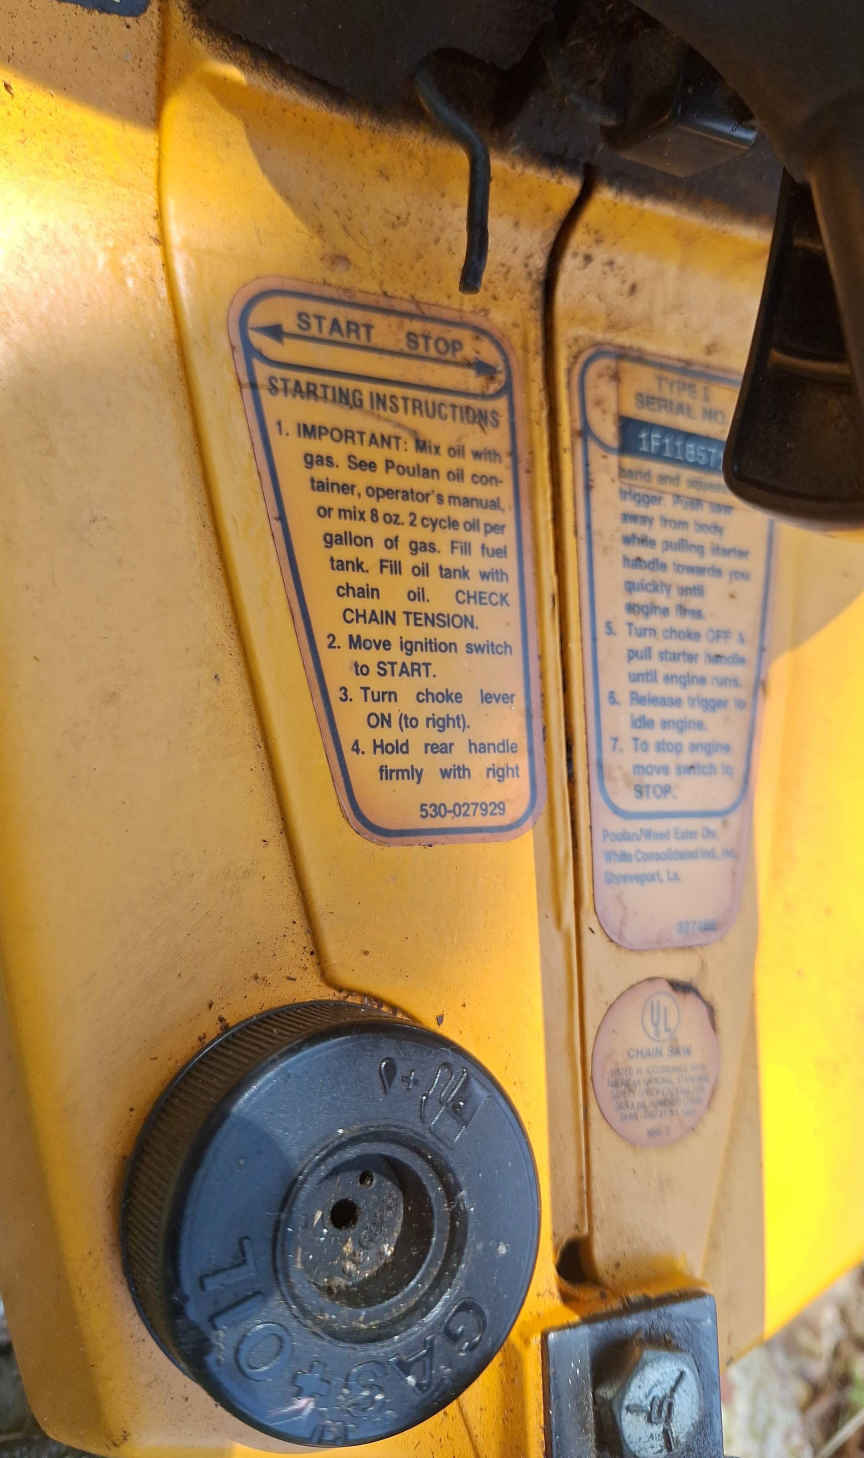 START STOP
STARTING INSTRUCTIONS
1. IMPORTANT: Mix oil with
gas. See Poulan oil con-
tainer, operator's manual,
or mix 8 oz. 2 cycle oil per
gallon of gas. Fill fuel
tank. Fill oil tank with
chain oil. CHECK
CHAIN TENSION.
2. Move ignition switch
to START.
3. Turn choke lever
ON (to right).
4. Hold rear handle
firmly with right
530-027929
TYPE 1
SERIAL NO
1F11857
hand and squeeze
trigger. Push saw
away from body
while pulling starter
handle towards you
quickly until
engine fires.
5. Turn choke OFF &
pull starter handle
until engine runs.
6. Release trigger to
idle engine.
7. To stop engine
move switch to
STOP.
Poulan/Weed Eater Div.
White Consolidated Ind., Inc.
Shreveport, La.
UL
CHAIN SAW
GAS+OIL